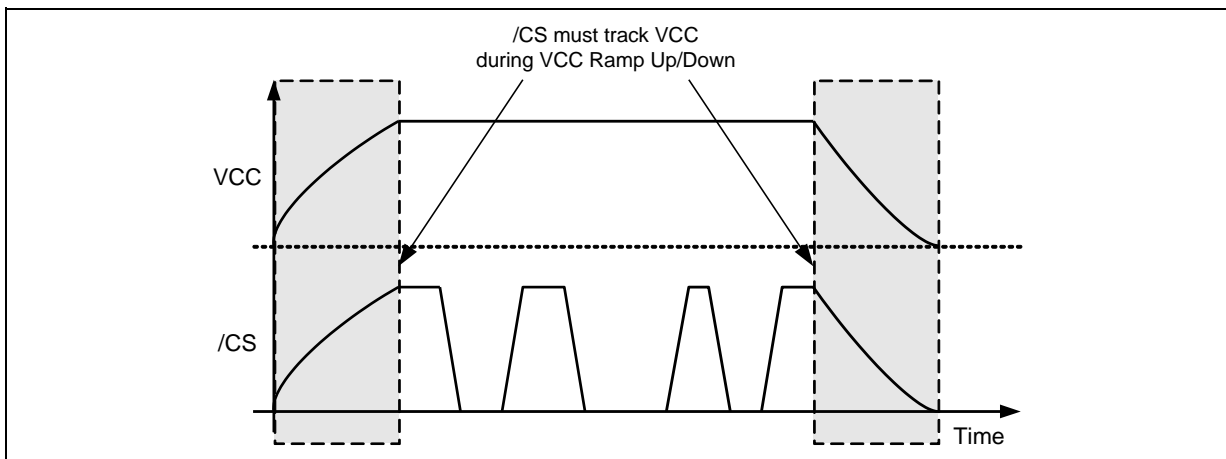 /CS must track VCC
during VCC Ramp Up/Down
VCC
/CS
Time